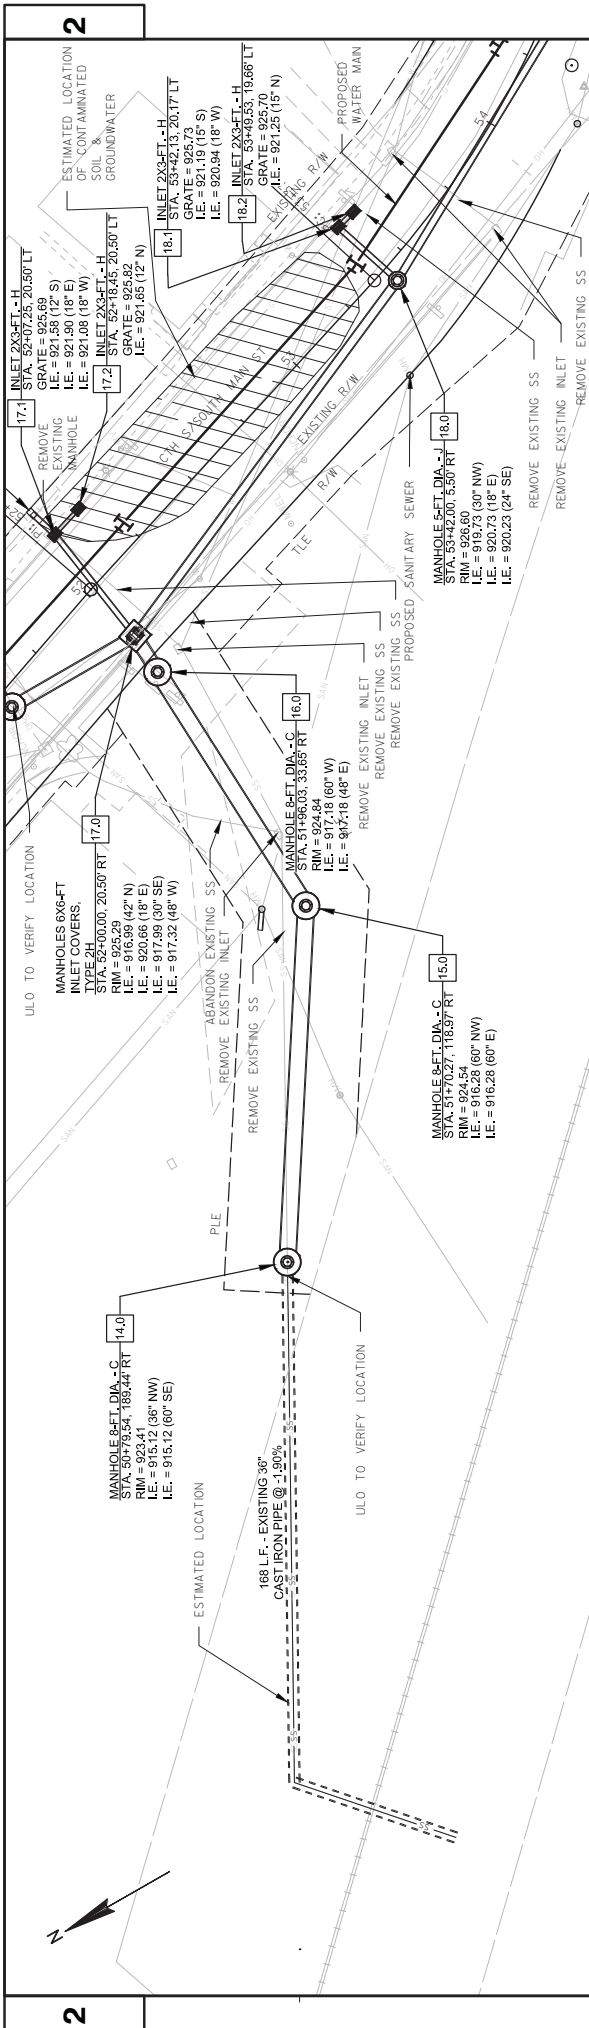 2
2
ESTIMATED LOCATION
OF CONTAMINATED
SOIL &
GROUNDWATER
17.1
INLET 2X3-FT. - H
STA. 52+07.25, 20.50' LT
GRATE = 925.69
I.E. = 921.58 (12" S)
I.E. = 921.90 (18" E)
I.E. = 921.08 (18" W)
17.2
INLET 2X3-FT. - H
STA. 52+18.45, 20.50' LT
GRATE = 925.82
I.E. = 921.65 (12" N)
18.1
INLET 2X3-FT. - H
STA. 53+42.13, 20.17' LT
GRATE = 925.73
I.E. = 921.19 (15" S)
I.E. = 920.94 (18" W)
18.2
INLET 2X3-FT. - H
STA. 53+49.53, 19.66' LT
GRATE = 925.70
I.E. = 921.25 (15" N)
PROPOSED
WATER MAIN
REMOVE
EXISTING
MANHOLE
EXISTING R/W
EXISTING R/W
R/W
TLE
53
54
REMOVE EXISTING SS
REMOVE EXISTING INLET
REMOVE EXISTING SS
18.0
MANHOLE 5-FT. DIA. - J
STA. 53+42.00, 5.50' RT
RIM = 926.60
I.E. = 919.73 (30" NW)
I.E. = 920.73 (18" E)
I.E. = 920.23 (24" SE)
PROPOSED SANITARY SEWER
REMOVE EXISTING SS
REMOVE EXISTING SS
REMOVE EXISTING INLET
16.0
MANHOLE 8-FT. DIA. - C
STA. 51+96.03, 33.65' RT
RIM = 924.84
I.E. = 917.18 (60" W)
I.E. = 917.18 (48" E)
ULO TO VERIFY LOCATION
MANHOLES 6X6-FT
INLET COVERS,
TYPE 2H
17.0
STA. 52+00.00, 20.50' RT
RIM = 925.29
I.E. = 916.99 (42" N)
I.E. = 920.66 (18" E)
I.E. = 917.99 (30" SE)
I.E. = 917.32 (48" W)
ABANDON EXISTING SS
REMOVE EXISTING INLET
REMOVE EXISTING SS
15.0
MANHOLE 8-FT. DIA. - C
STA. 51+70.27, 118.97' RT
RIM = 924.54
I.E. = 916.28 (60" NW)
I.E. = 916.28 (60" E)
PLE
SAN
SAN
SAN
14.0
MANHOLE 8-FT. DIA. - C
STA. 50+79.54, 189.44' RT
RIM = 923.41
I.E. = 915.12 (36" NW)
I.E. = 915.12 (60" SE)
ULO TO VERIFY LOCATION
ESTIMATED LOCATION
168 L.F. - EXISTING 36"
CAST IRON PIPE @ -1.90%
SS
SS
SS
N